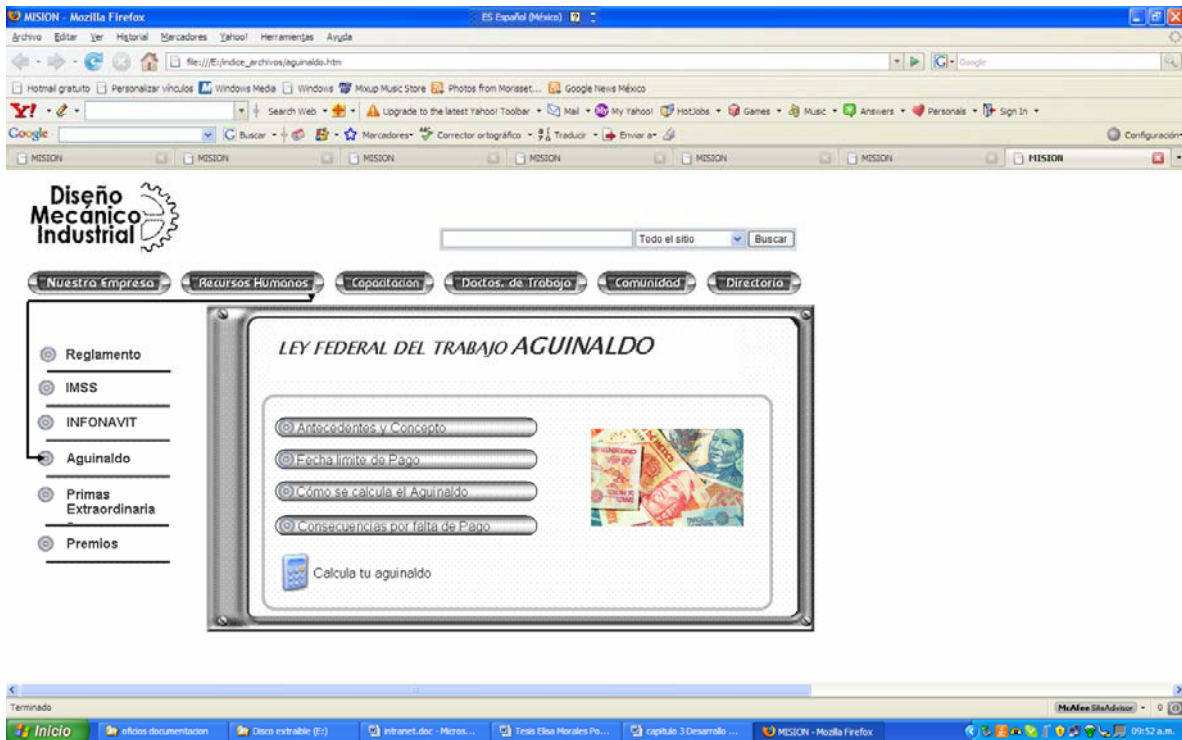 MISION - Mozilla Firefox
ES Español (México)
Archivo Editar Ver Historial Marcadores Yahoo! Herramientas Ayuda
file:///E:/indice_archivos/aguinaldo.htm
Google
Hotmail gratuito Personalizar vínculos Windows Media Windows Mixup Music Store Photos from Morisset... Google News México
Y! Search Web Upgrade to the latest Yahoo! Toolbar Mail My Yahoo! HotJobs Games Music Answers Personals Sign In
Google Buscar Marcadores Corrector ortográfico Traducir Enviar a Configuración
MISION MISION MISION MISION MISION MISION MISION
Diseño
Mecánico
Industrial
Todo el sitio Buscar
Nuestra Empresa Recursos Humanos Capacitacion Doctos. de Trabajo Comunidad Directorio
LEY FEDERAL DEL TRABAJO AGUINALDO
Reglamento
IMSS
INFONAVIT
Aguinaldo
Primas
Extraordinaria
Premios
Antecedentes y Concepto
Fecha limite de Pago
Cómo se calcula el Aguinaldo
Consecuencias por falta de Pago
Calcula tu aguinaldo
Terminado
McAfee SiteAdvisor
0
Inicio oficios documentacion Disco extraible (E:) intranet.doc - Micros... Tesis Elisa Morales Po... capitulo 3 Desarrollo ... MISION - Mozilla Firefox 09:52 a.m.